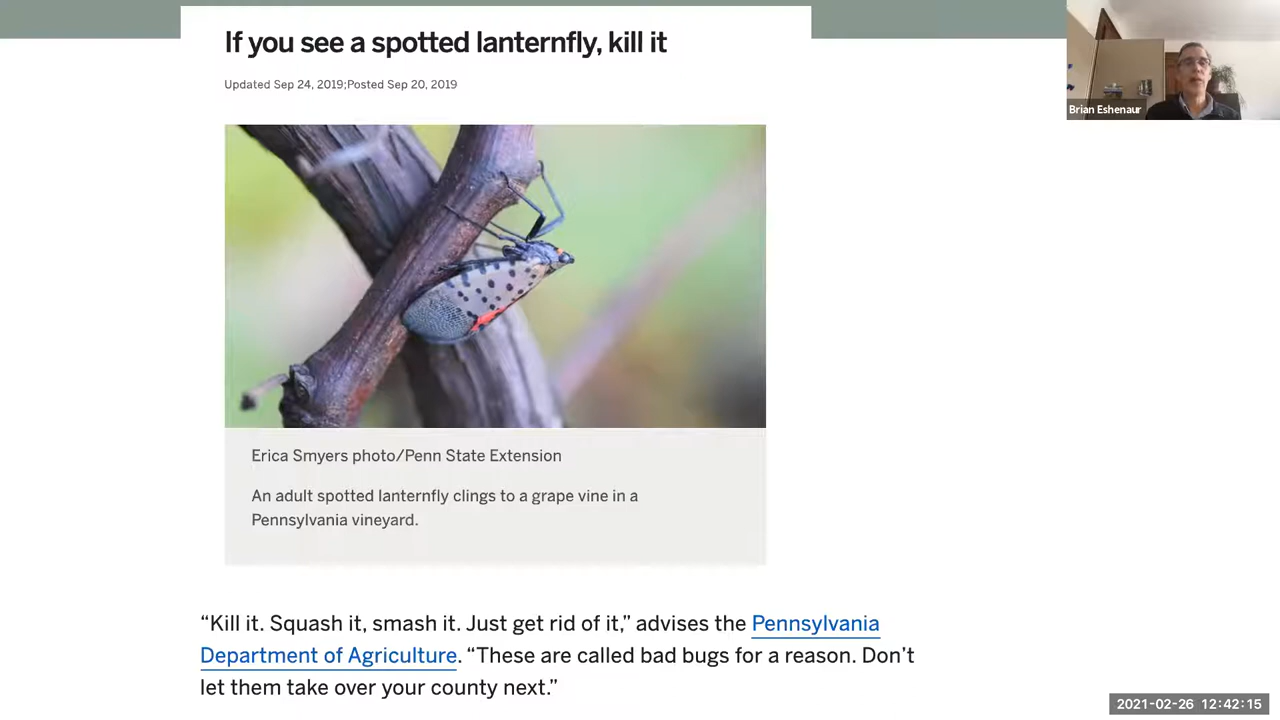 If you see a spotted lanternfly, kill it
Updated Sep 24, 2019;Posted Sep 20, 2019
Brian Eshenaur
Erica Smyers photo/Penn State Extension
An adult spotted lanternfly clings to a grape vine in a
Pennsylvania vineyard.
“Kill it. Squash it, smash it. Just get rid of it,” advises the Pennsylvania
Department of Agriculture. “These are called bad bugs for a reason. Don’t
let them take over your county next.”
2021-02-26 12:42:15